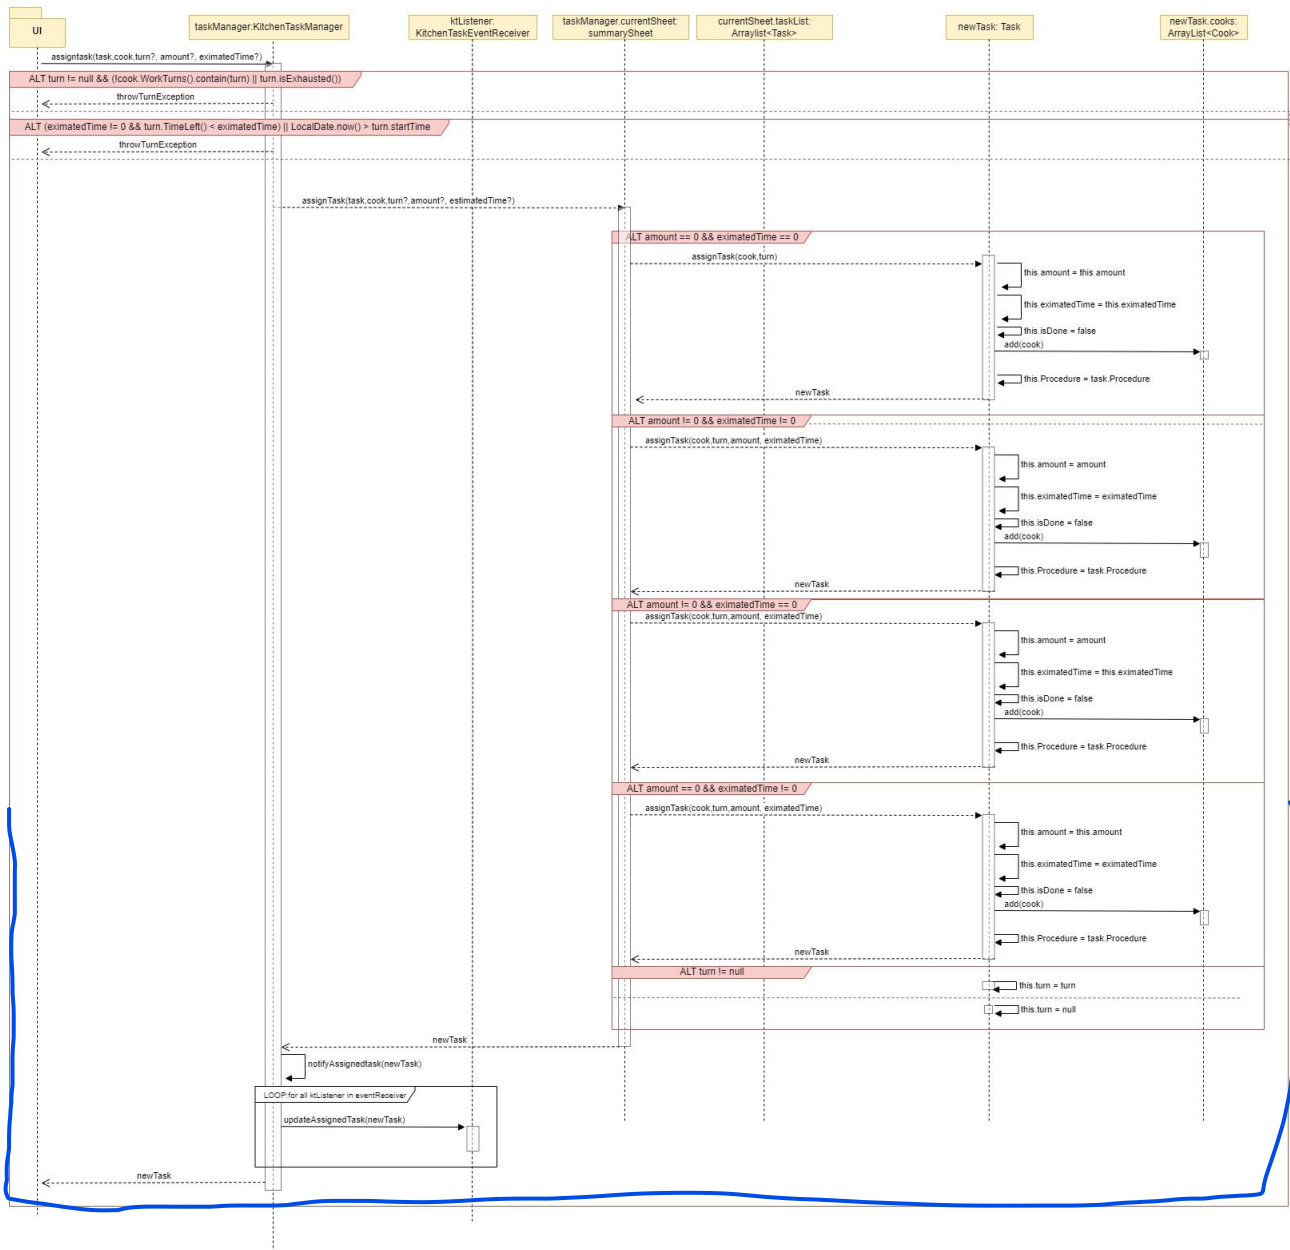 UI
taskManager:KitchenTaskManager
ktListener:
KitchenTaskEventReceiver
taskManager.currentSheet:
summarySheet
currentSheet.taskList:
Arraylist<Task>
newTask: Task
newTask.cooks:
ArrayList<Cook>
assigntask(task,cook,turn?, amount?, eximatedTime?)
ALT turn != null && (!cook.WorkTurns().contain(turn) || turn.isExhausted())
throwTurnException
ALT (eximatedTime != 0 && turn.TimeLeft() < eximatedTime) || LocalDate.now() > turn.startTime
throwTurnException
assignTask(task,cook,turn?,amount?, estimatedTime?)
ALT amount == 0 && eximatedTime == 0
assignTask(cook,turn)
this.amount = this.amount
this.eximatedTime = this.eximatedTime
this.isDone = false
add(cook)
this.Procedure = task.Procedure
newTask
ALT amount != 0 && eximatedTime != 0
assignTask(cook,turn,amount, eximatedTime)
this.amount = amount
this.eximatedTime = eximatedTime
this.isDone = false
add(cook)
this.Procedure = task.Procedure
newTask
ALT amount != 0 && eximatedTime == 0
assignTask(cook,turn,amount, eximatedTime)
this.amount = amount
this.eximatedTime = this.eximatedTime
this.isDone = false
add(cook)
this.Procedure = task.Procedure
newTask
ALT amount == 0 && eximatedTime != 0
assignTask(cook,turn,amount, eximatedTime)
this.amount = this.amount
this.eximatedTime = eximatedTime
this.isDone = false
add(cook)
this.Procedure = task.Procedure
newTask
ALT turn != null
this.turn = turn
this.turn = null
newTask
notifyAssignedtask(newTask)
LOOP:for all ktListener in eventReceiver
updateAssignedTask(newTask)
newTask